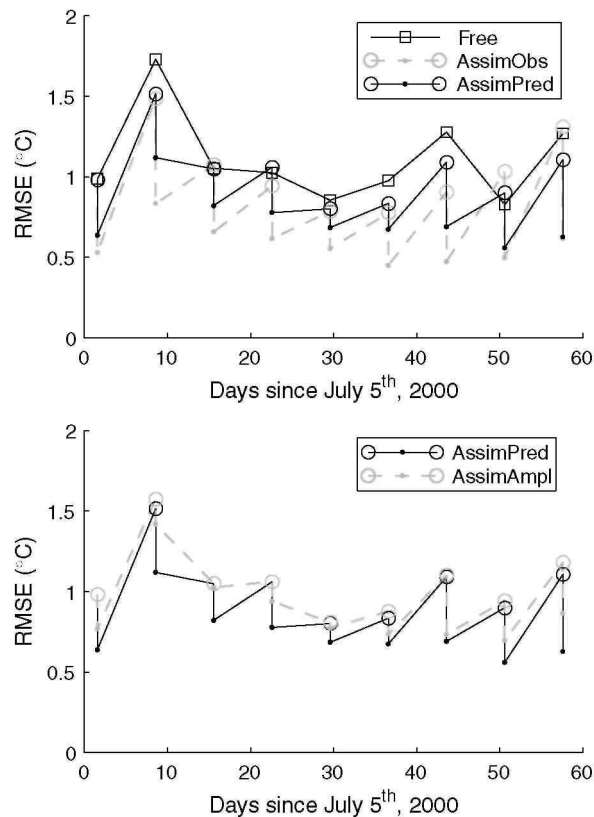 2
1.5
1
0.5
0
RMSE (°C)
Free
AssimObs
AssimPred
0 10 20 30 40 50 60
Days since July 5th, 2000
2
1.5
1
0.5
0
RMSE (°C)
AssimPred
AssimAmpl
0 10 20 30 40 50 60
Days since July 5th, 2000